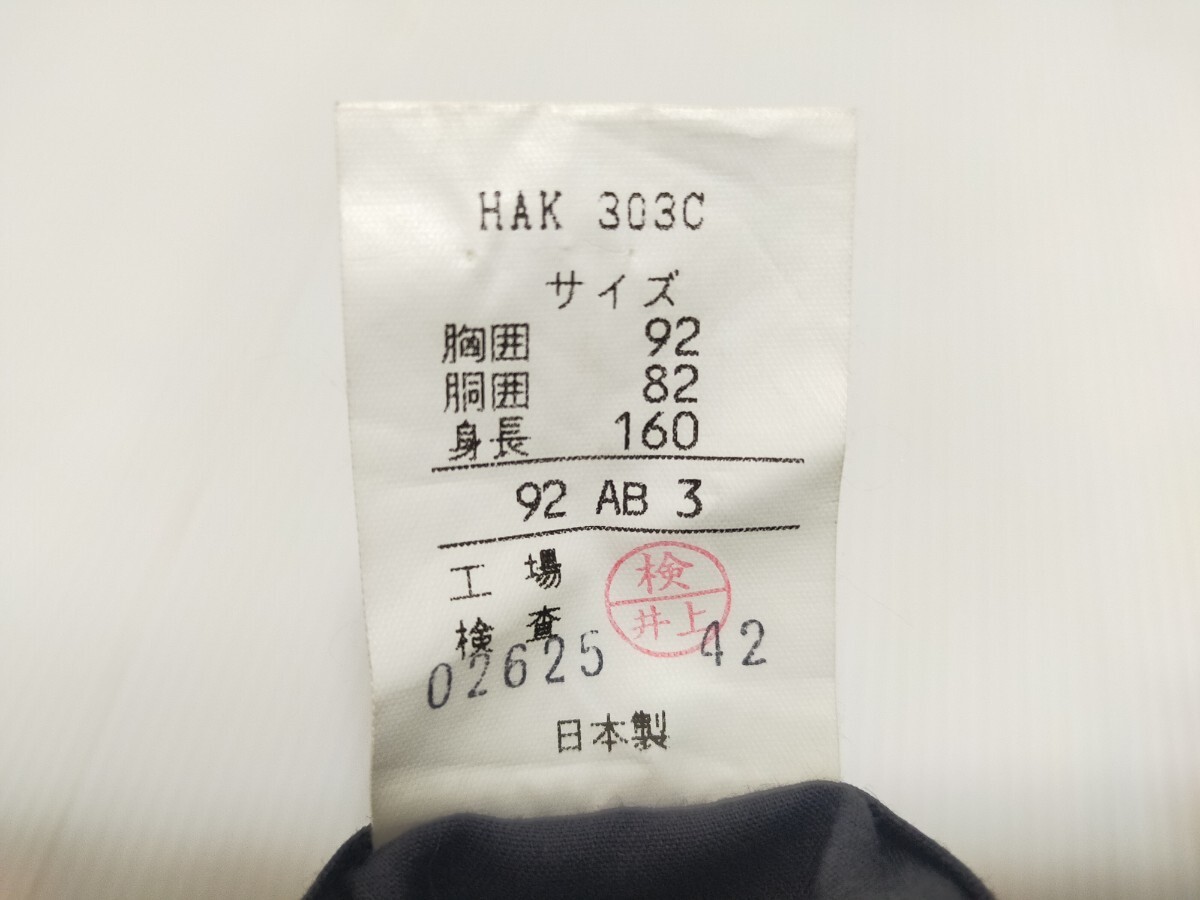 HAK 303C
サイズ
胸囲 92
胴囲 82
身長 160
92 AB 3
工場 検
検査 井上
02625 42
日本製